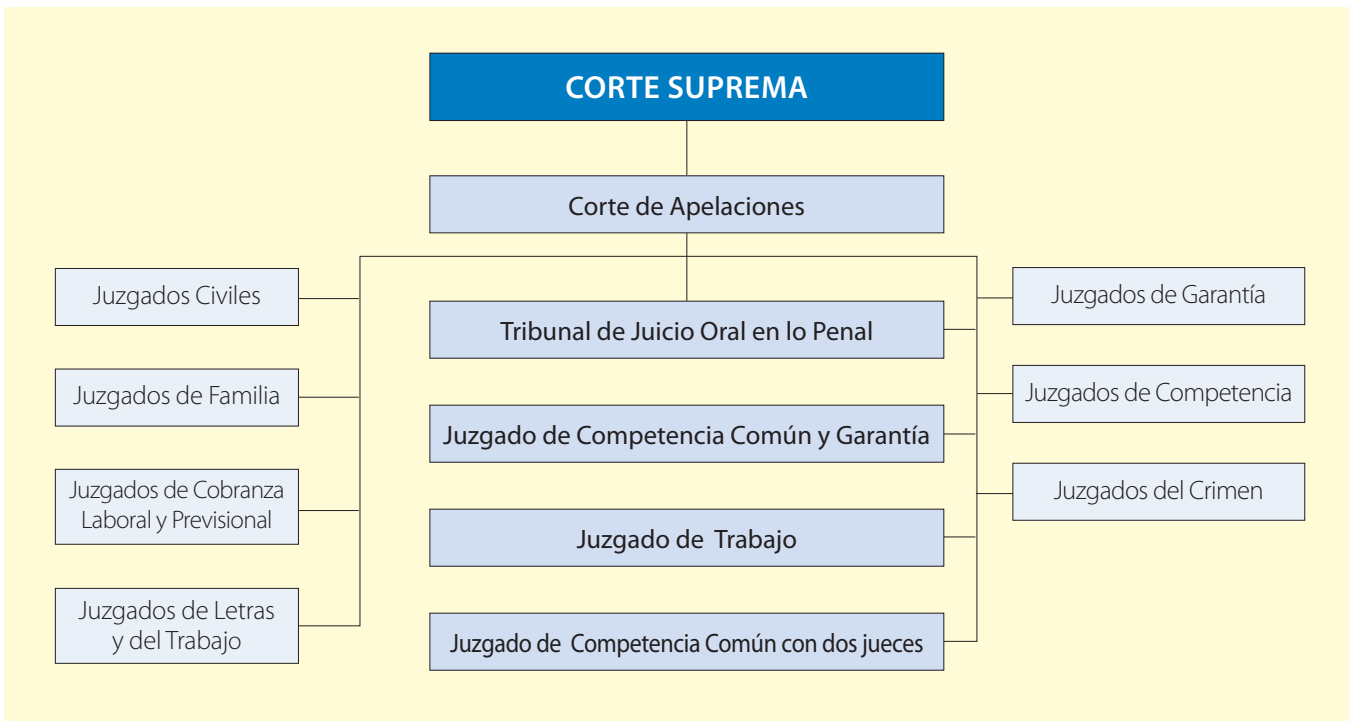 CORTE SUPREMA
Corte de Apelaciones
Juzgados Civiles
Juzgados de Familia
Juzgados de Cobranza
Laboral y Previsional
Juzgados de Letras
y del Trabajo
Tribunal de Juicio Oral en lo Penal
Juzgado de Competencia Común y Garantía
Juzgado de Trabajo
Juzgado de Competencia Común con dos jueces
Juzgados de Garantía
Juzgados de Competencia
Juzgados del Crimen